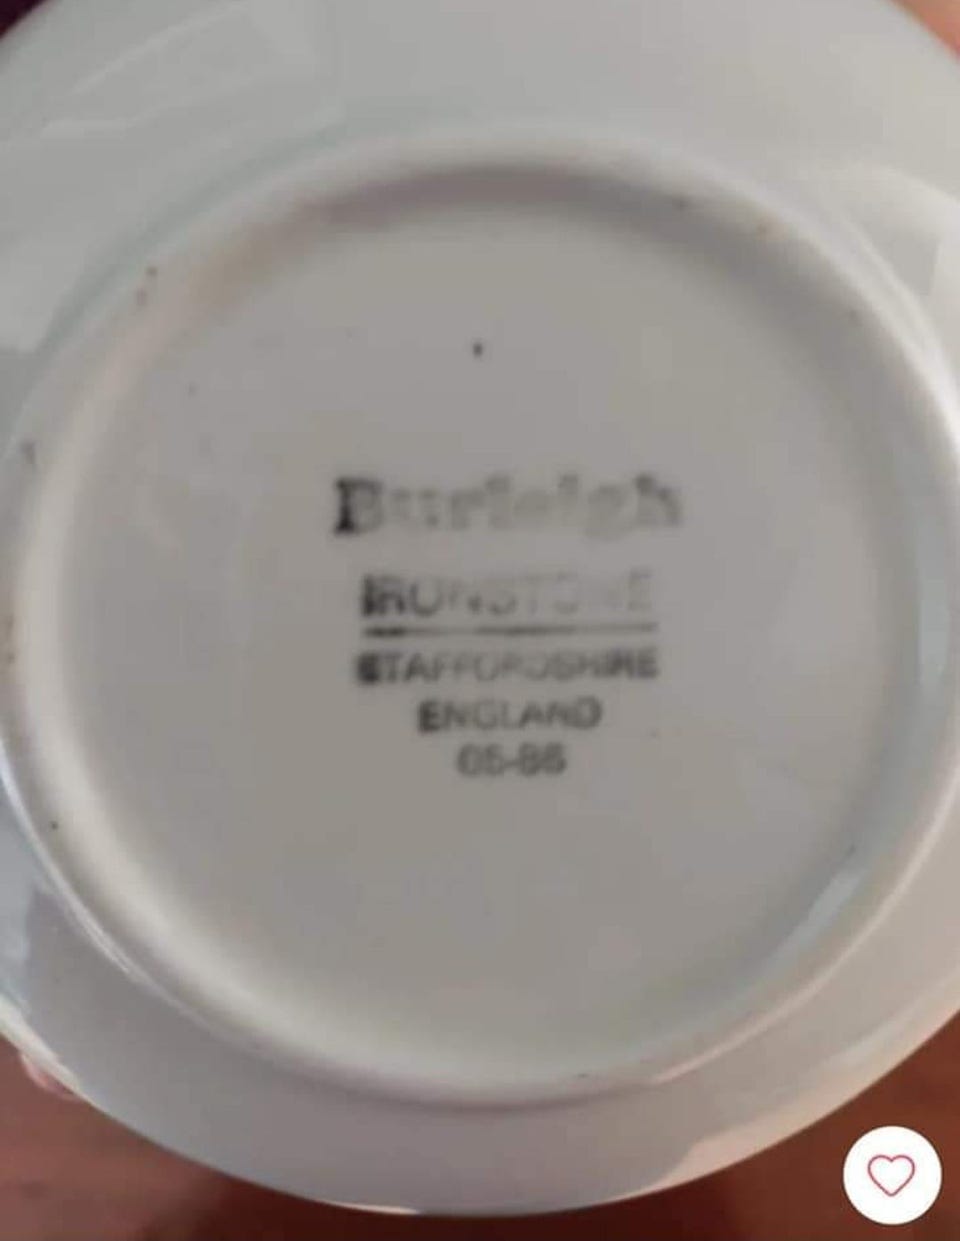 Burleigh
IRONSTONE
STAFFORDSHIRE
ENGLAND
05-86